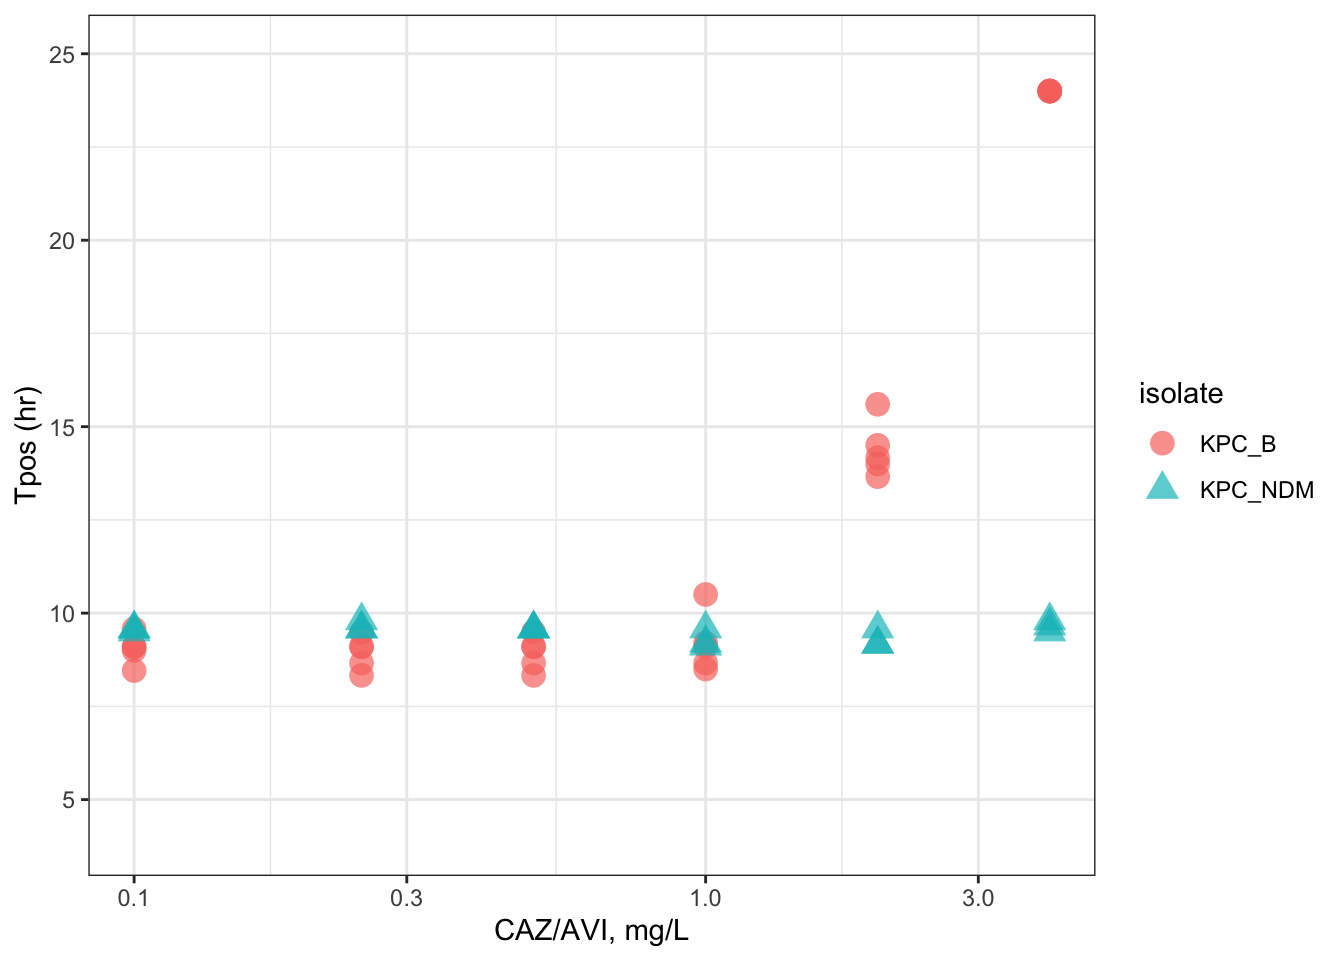 25
20
15
10
5
Tpos (hr)
0.1 0.3 1.0 3.0
CAZ/AVI, mg/L
isolate
KPC_B
KPC_NDM